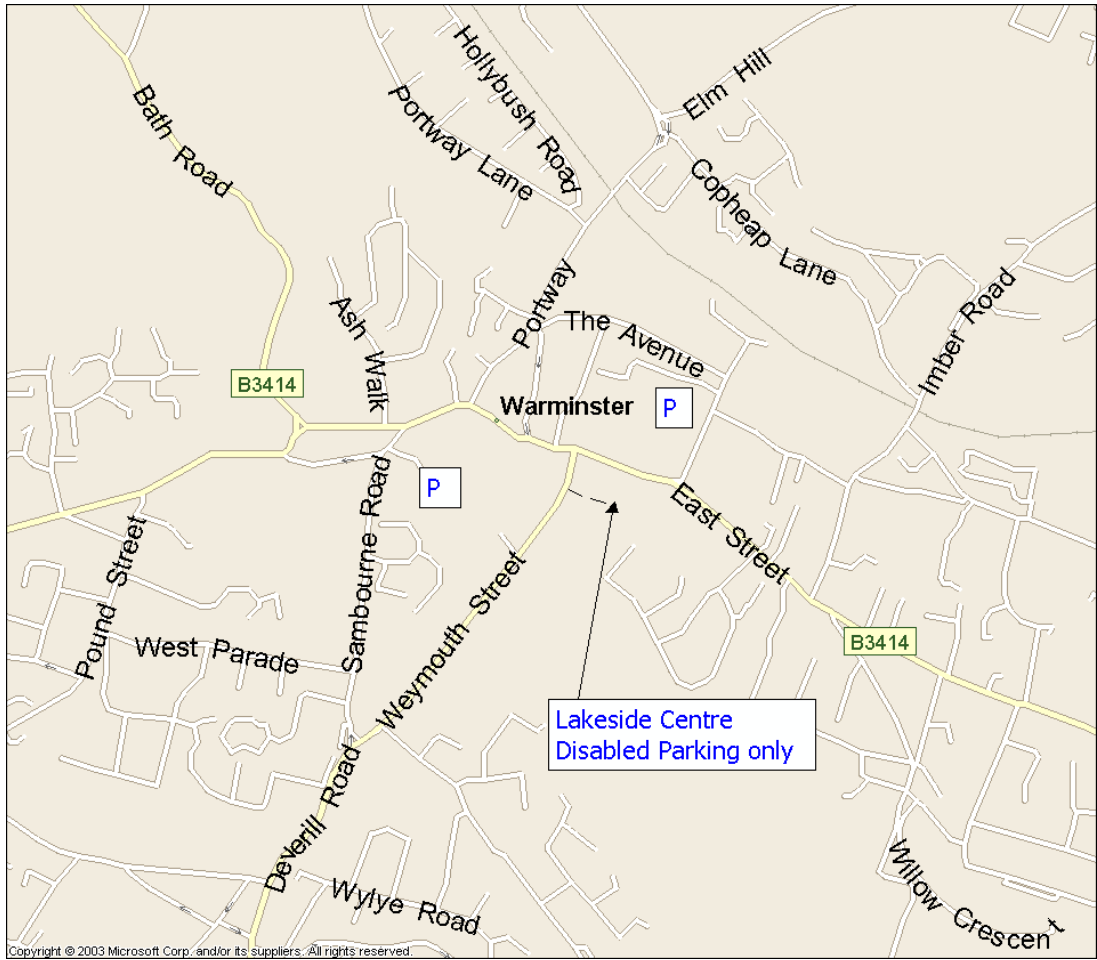 Hollybush Road
Elm Hill
Bath Road
Portway Lane
Copheap Lane
Portway
Imber Road
Ash Walk
The Avenue
B3414
Warminster
P
P
Sambourne Road
East Street
Pound Street
Weymouth Street
West Parade
B3414
Lakeside Centre
Disabled Parking only
Deverill Road
Willow Crescent
Wylye Road
Copyright © 2003 Microsoft Corp. and/or its suppliers. All rights reserved.